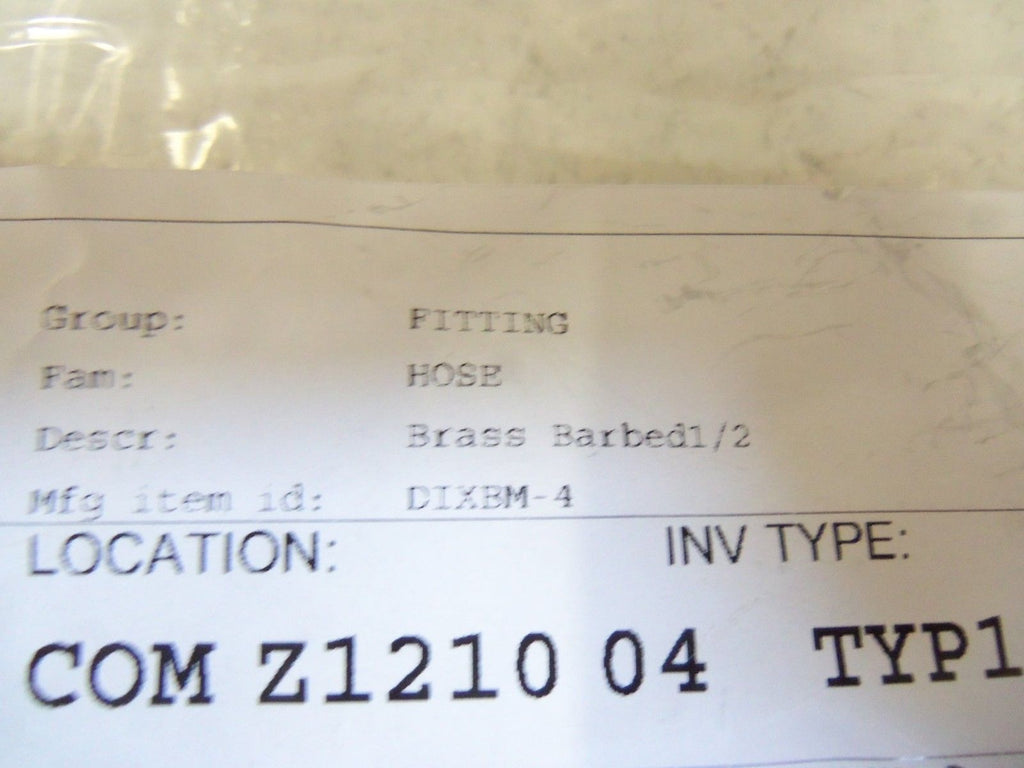 Group: FITTING
Fam: HOSE
Descr: Brass Barbed1/2
Mfg item id: DIXBM-4
LOCATION: INV TYPE:
COM Z1210 04 TYP1